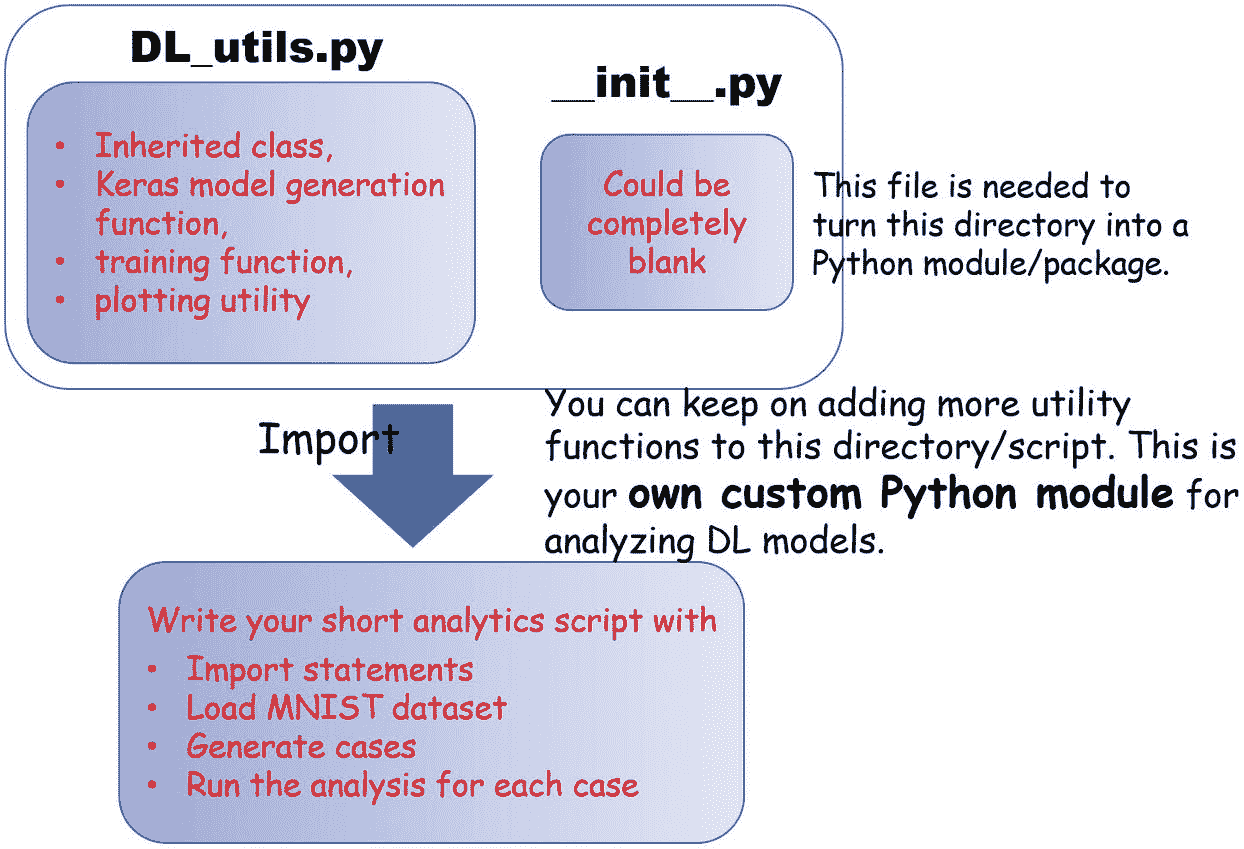 DL_utils.py
• Inherited class,
• Keras model generation
function,
• training function,
• plotting utility
__init__.py
Could be
completely
blank
This file is needed to
turn this directory into a
Python module/package.
Import
You can keep on adding more utility
functions to this directory/script. This is
your own custom Python module for
analyzing DL models.
Write your short analytics script with
• Import statements
• Load MNIST dataset
• Generate cases
• Run the analysis for each case